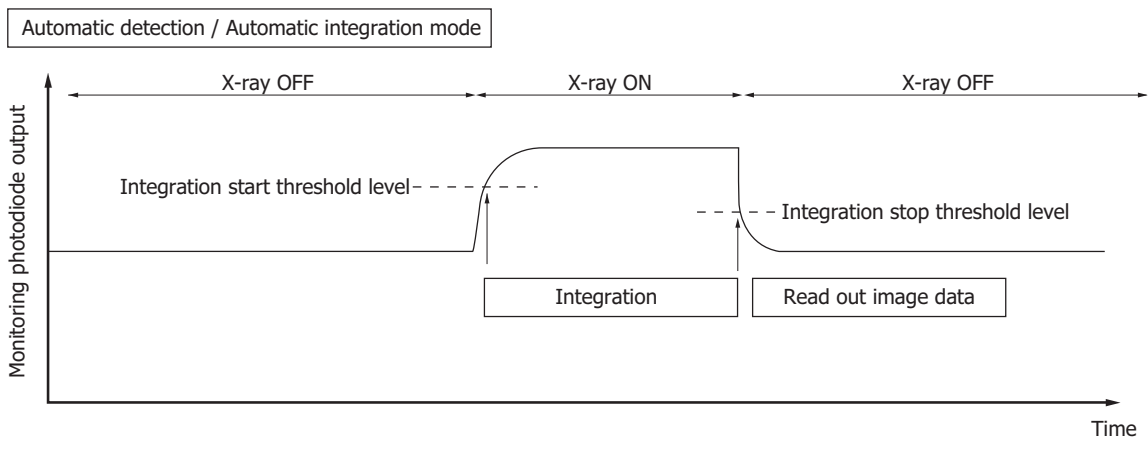 Automatic detection / Automatic integration mode
X-ray OFF
X-ray ON
X-ray OFF
Monitoring photodiode output
Integration start threshold level
Integration stop threshold level
Integration
Read out image data
Time